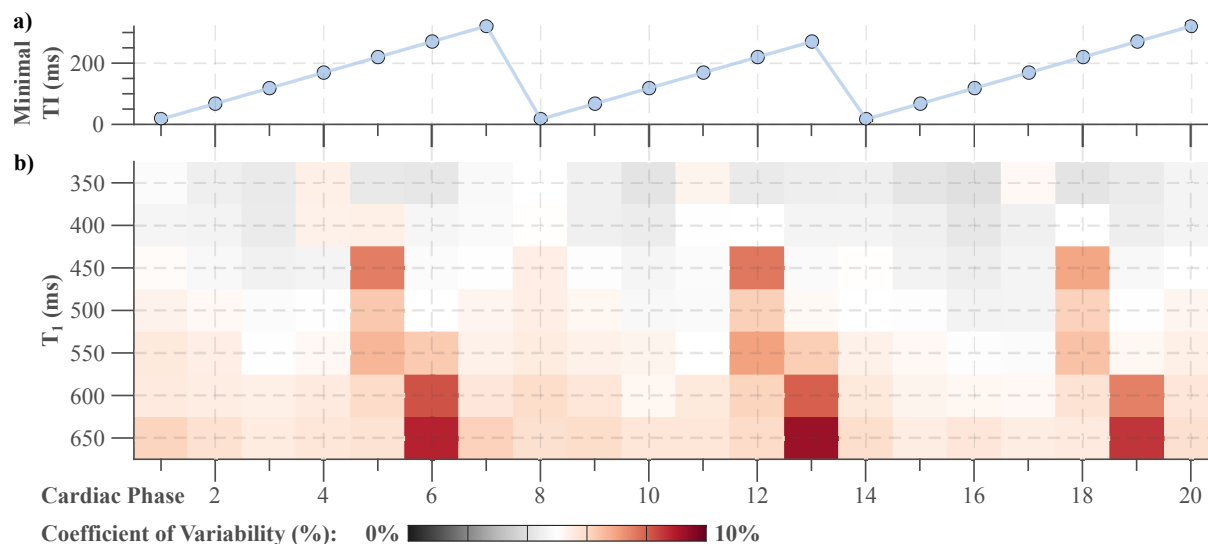 a)
Minimal
TI (ms)
200
0
b)
T1 (ms)
350
400
450
500
550
600
650
Cardiac Phase 2 4 6 8 10 12 14 16 18 20
Coefficient of Variability (%): 0% 10%